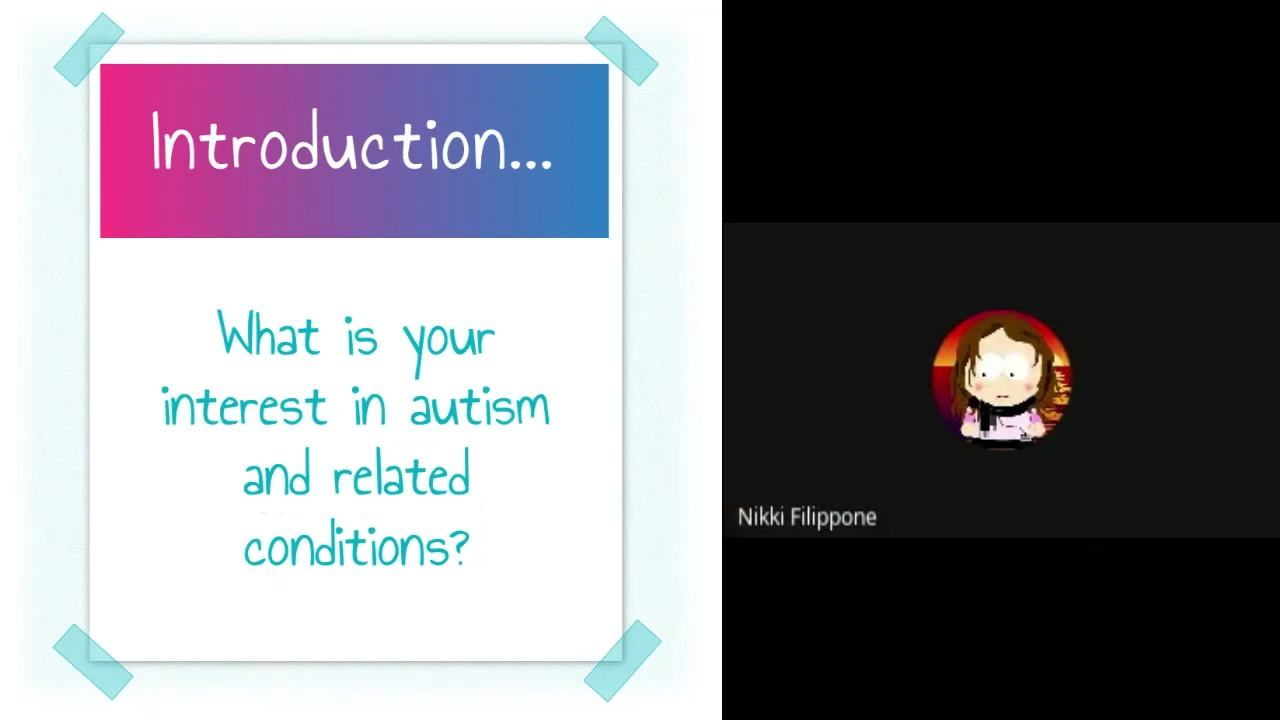 Introduction...
What is your
interest in autism
and related
conditions?
Nikki Filippone